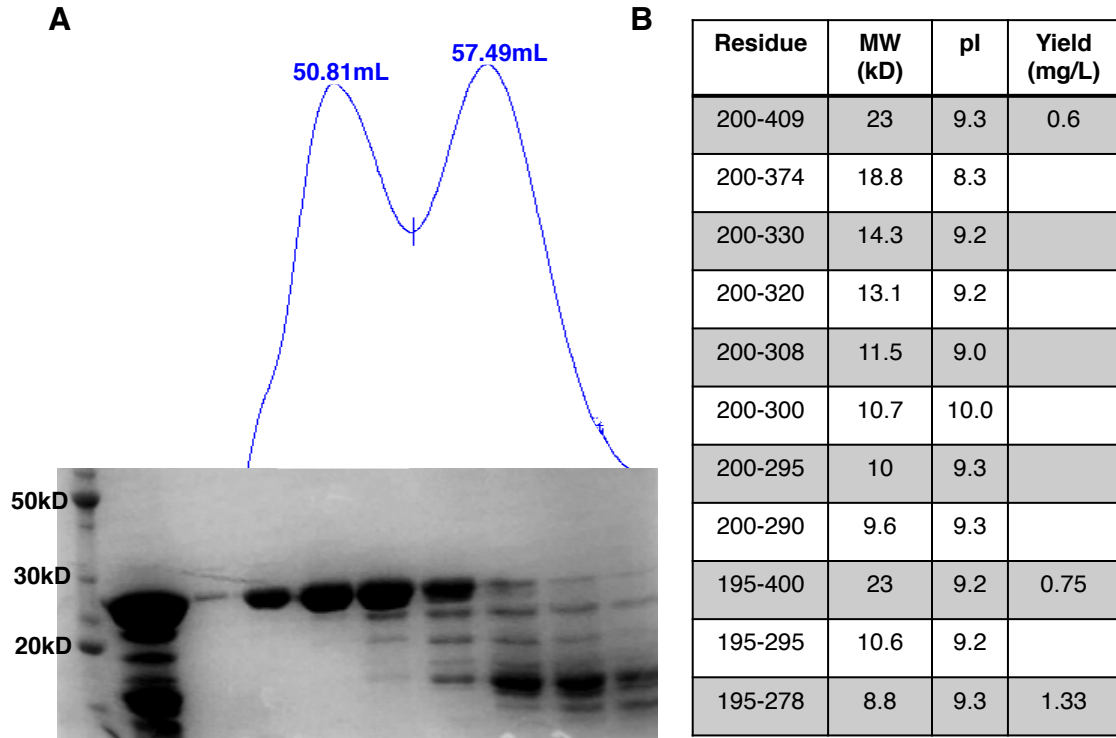 A
50.81mL
57.49mL
50kD
30kD
20kD
B
Residue MW (kD) pI Yield (mg/L)
200-409 23 9.3 0.6
200-374 18.8 8.3
200-330 14.3 9.2
200-320 13.1 9.2
200-308 11.5 9.0
200-300 10.7 10.0
200-295 10 9.3
200-290 9.6 9.3
195-400 23 9.2 0.75
195-295 10.6 9.2
195-278 8.8 9.3 1.33